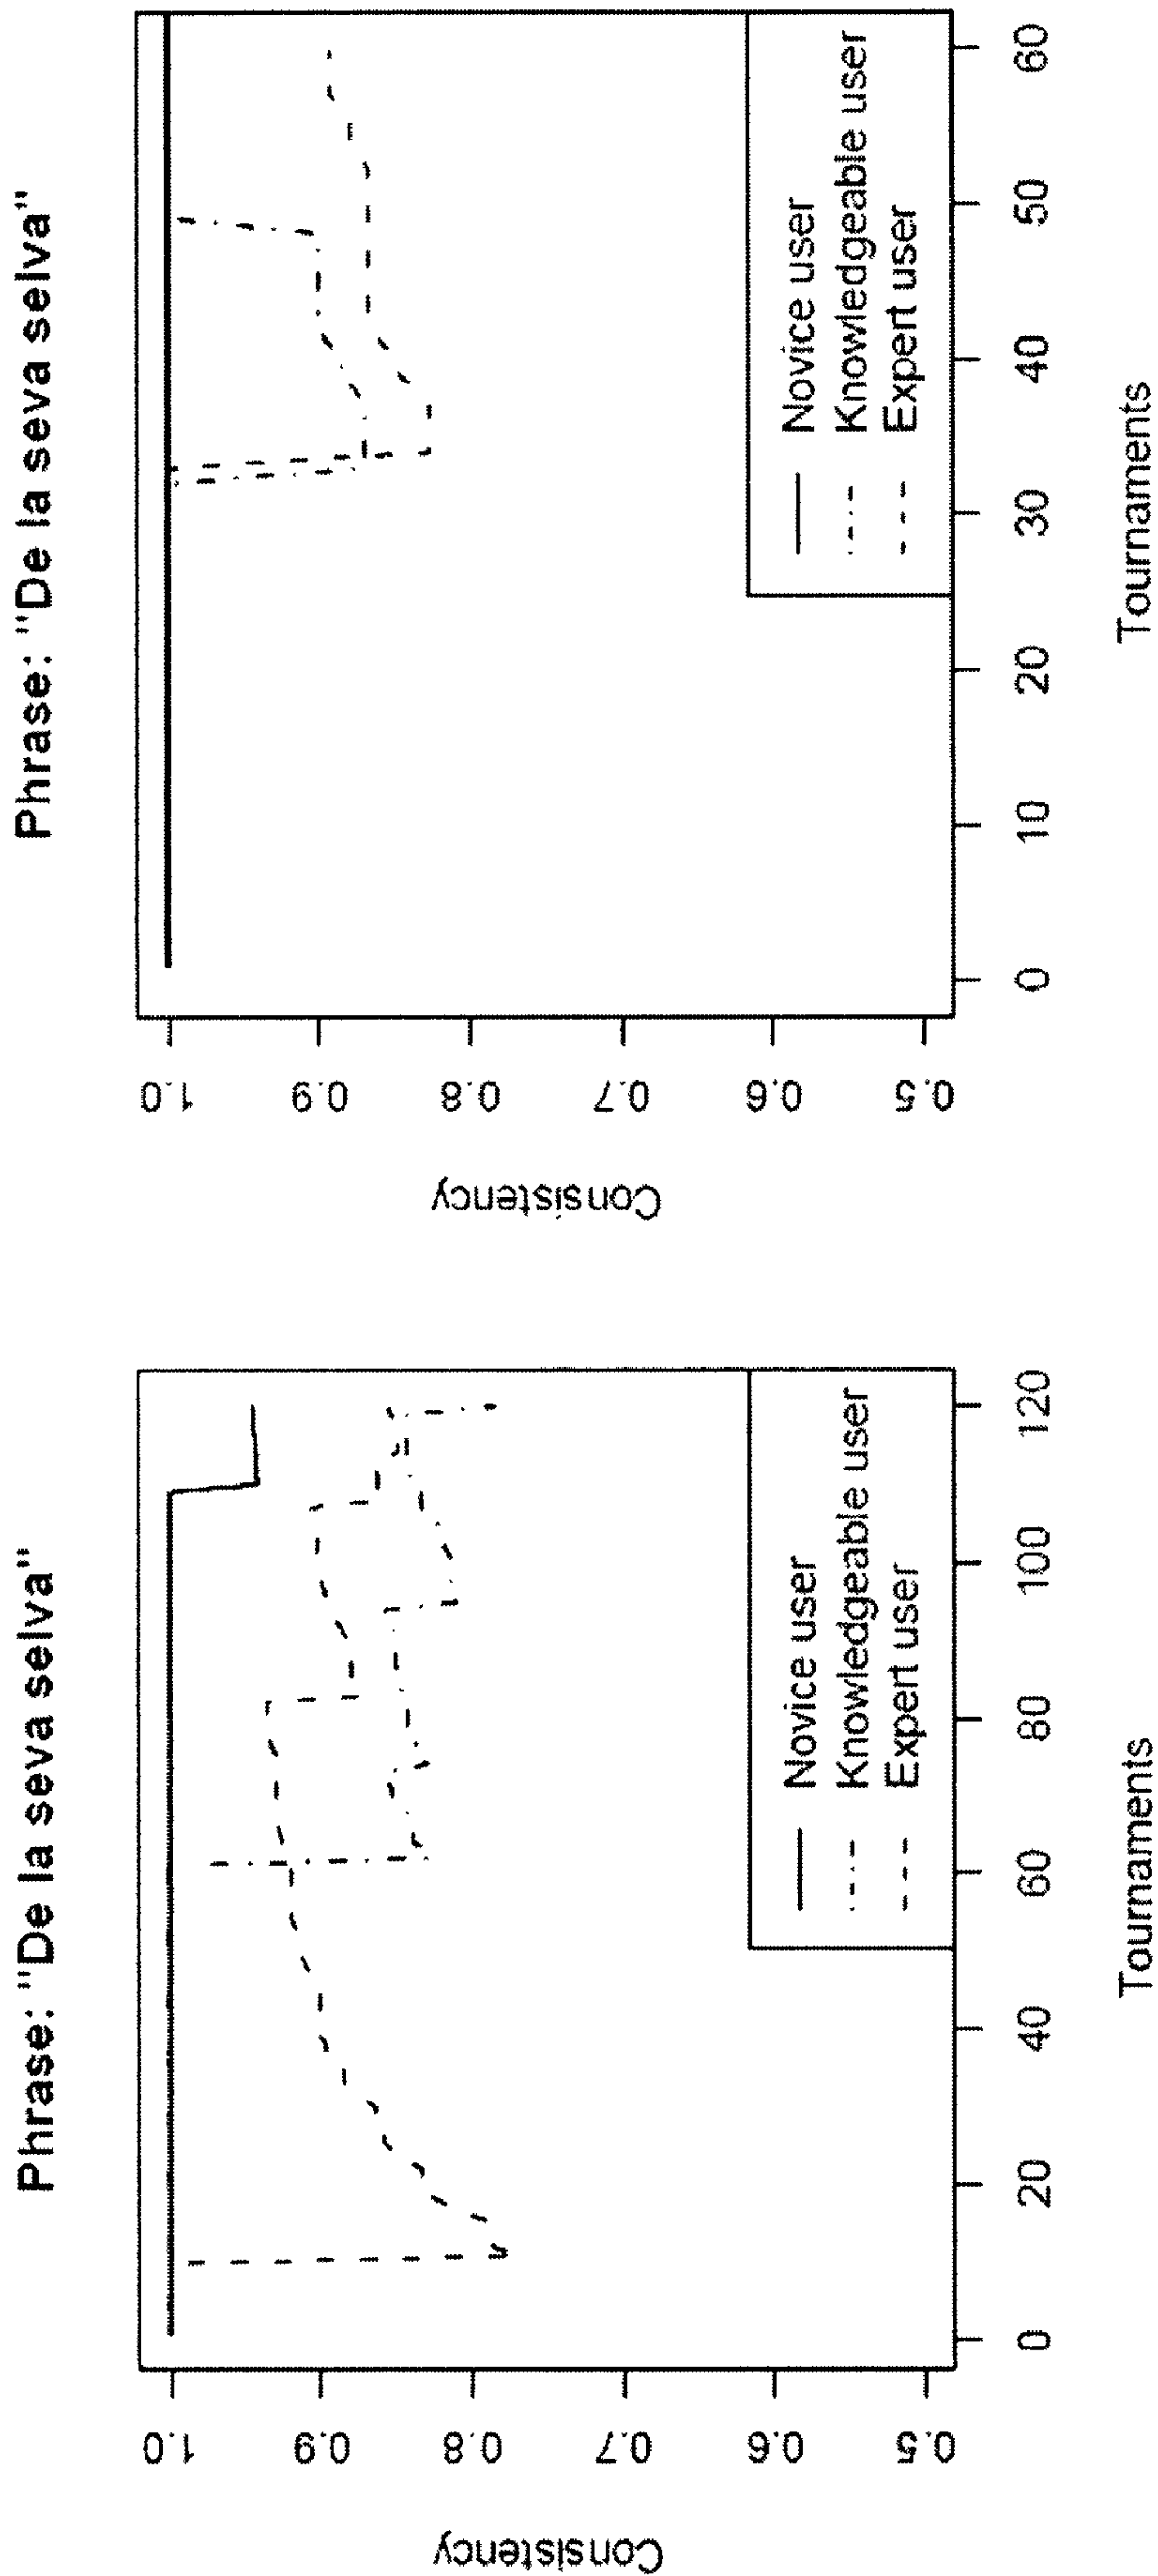 Phrase: "De la seva selva"
Consistency
1.0
0.9
0.8
0.7
0.6
0.5
Novice user
Knowledgeable user
Expert user
0 20 40 60 80 100 120
Tournaments
Phrase: "De la seva selva"
Consistency
1.0
0.9
0.8
0.7
0.6
0.5
Novice user
Knowledgeable user
Expert user
0 10 20 30 40 50 60
Tournaments